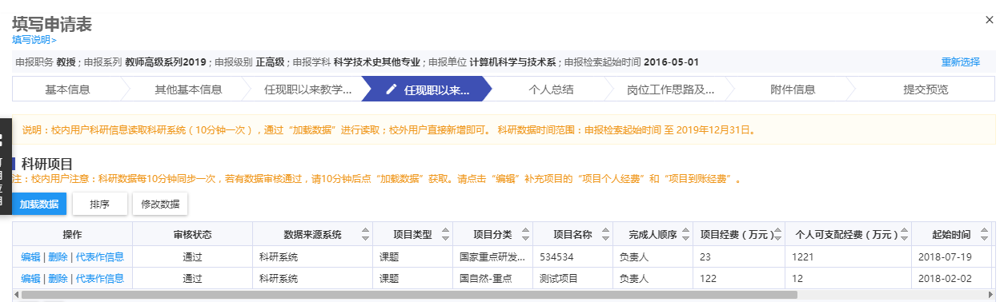 填写申请表
×
填写说明>
申报职务 教授 ; 申报系列 教师高级系列2019 ; 申报级别 正高级 ; 申报学科 科学技术史其他专业 ; 申报单位 计算机科学与技术系 ; 申报检索起始时间 2016-05-01 重新选择
基本信息 其他基本信息 任现职以来教学... 任现职以来... 个人总结 岗位工作思路及... 附件信息 提交预览
说明：校内用户科研信息读取科研系统（10分钟一次），通过“加载数据”进行读取；校外用户直接新增即可。 科研数据时间范围：申报检索起始时间 至 2019年12月31日。
科研项目
注：校内用户注意：科研数据每10分钟同步一次，若有数据审核通过，请10分钟后点“加载数据”获取。请点击“编辑”补充项目的“项目个人经费”和“项目到账经费”。
加载数据 排序 修改数据
操作 审核状态 数据来源系统 项目类型 项目分类 项目名称 完成人顺序 项目经费（万元） 个人可支配经费（万元） 起始时间
编辑 | 删除 | 代表作信息 通过 科研系统 课题 国家重点研发... 534534 负责人 23 1221 2018-07-19
编辑 | 删除 | 代表作信息 通过 科研系统 课题 国自然-重点 测试项目 负责人 122 12 2018-02-02